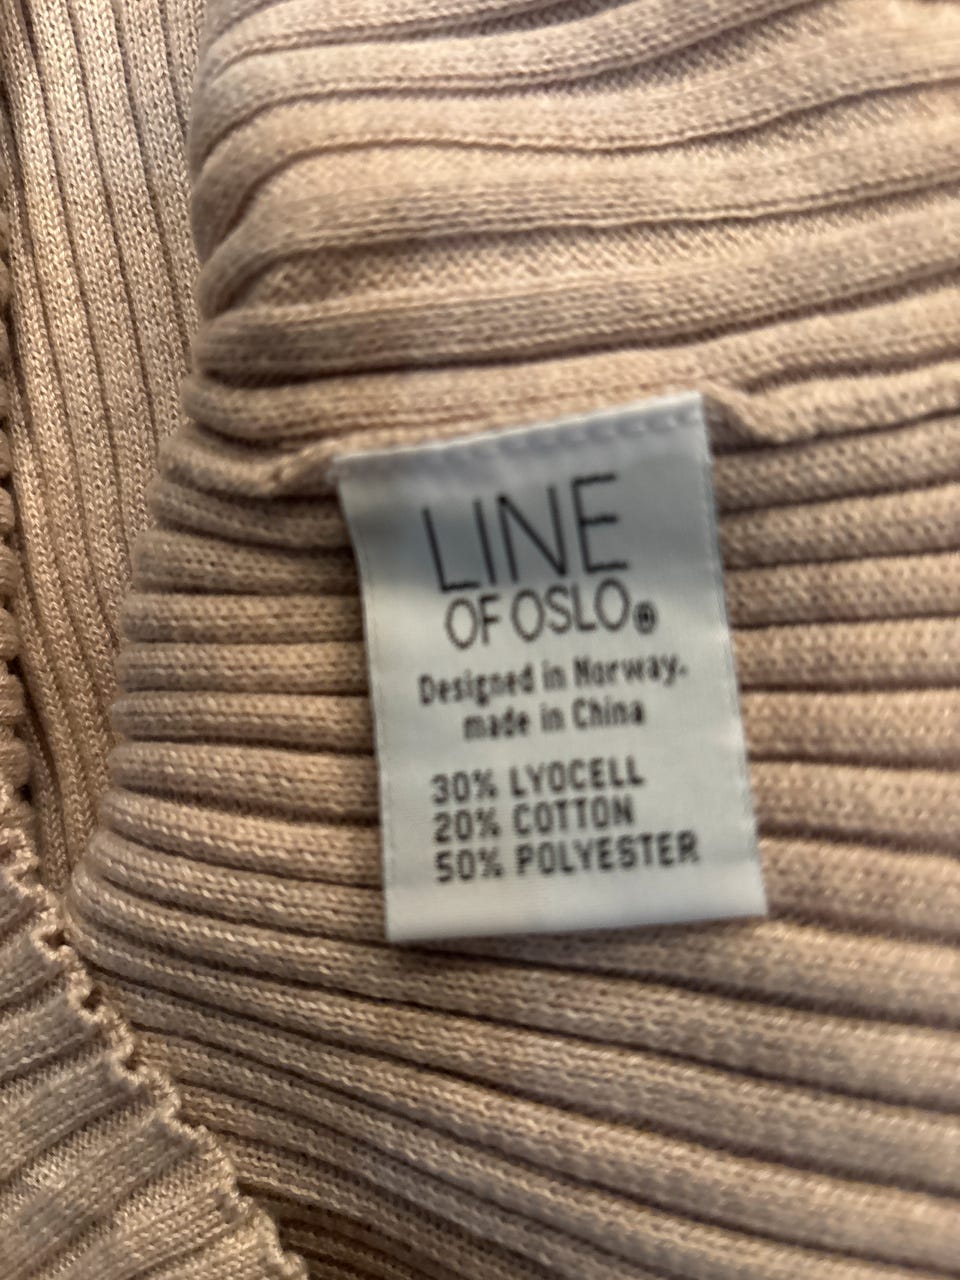 LINE
OF OSLO®
Designed in Norway.
made in China
30% LYOCELL
20% COTTON
50% POLYESTER